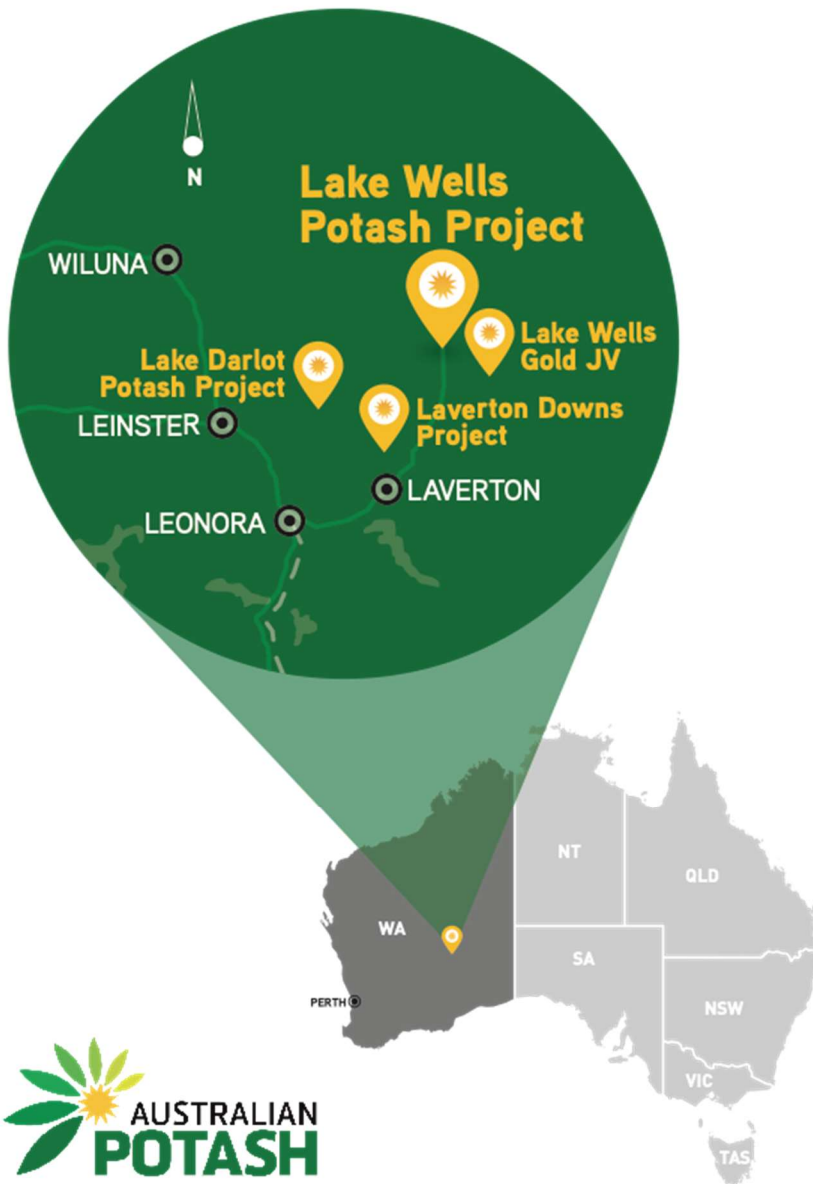 N
Lake Wells
Potash Project
WILUNA
Lake Wells
Gold JV
Lake Darlot
Potash Project
Laverton Downs
Project
LEINSTER
LAVERTON
LEONORA
NT
QLD
WA
SA
PERTH
NSW
VIC
TAS
AUSTRALIAN
POTASH